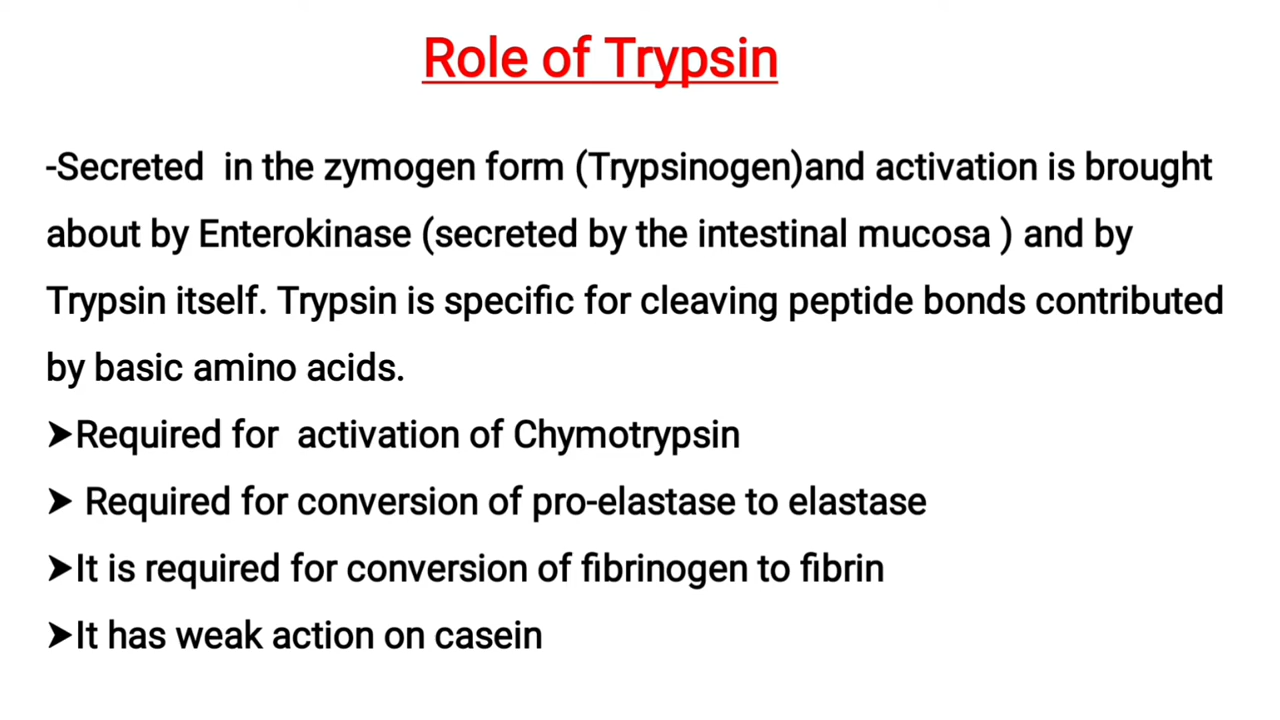 Role of Trypsin
-Secreted in the zymogen form (Trypsinogen)and activation is brought
about by Enterokinase (secreted by the intestinal mucosa ) and by
Trypsin itself. Trypsin is specific for cleaving peptide bonds contributed
by basic amino acids.
➤Required for activation of Chymotrypsin
➤ Required for conversion of pro-elastase to elastase
➤It is required for conversion of fibrinogen to fibrin
➤It has weak action on casein